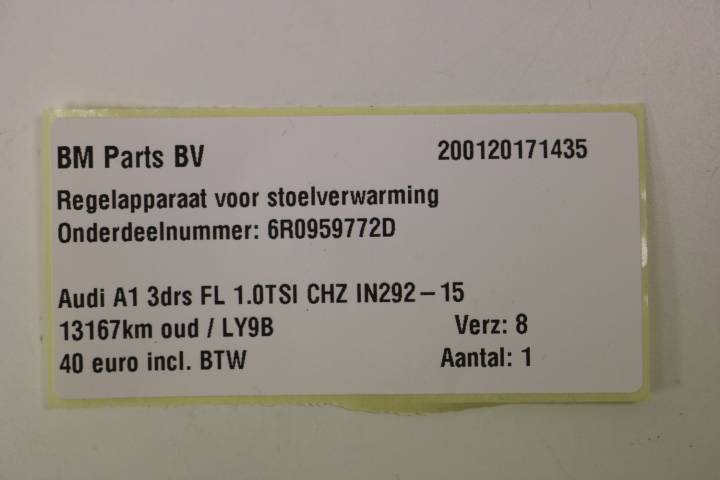 BM Parts BV 200120171435
Regelapparaat voor stoelverwarming
Onderdeelnummer: 6R0959772D
Audi A1 3drs FL 1.0TSI CHZ IN292-15
13167km oud / LY9B Verz: 8
40 euro incl. BTW Aantal: 1